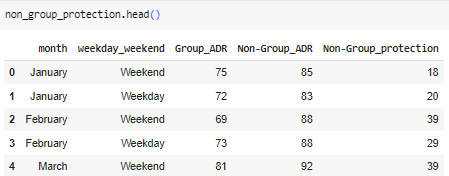 non_group_protection.head()
month weekday_weekend Group_ADR Non-Group_ADR Non-Group_protection
0 January Weekend 75 85 18
1 January Weekday 72 83 20
2 February Weekend 69 88 39
3 February Weekday 73 88 29
4 March Weekend 81 92 39